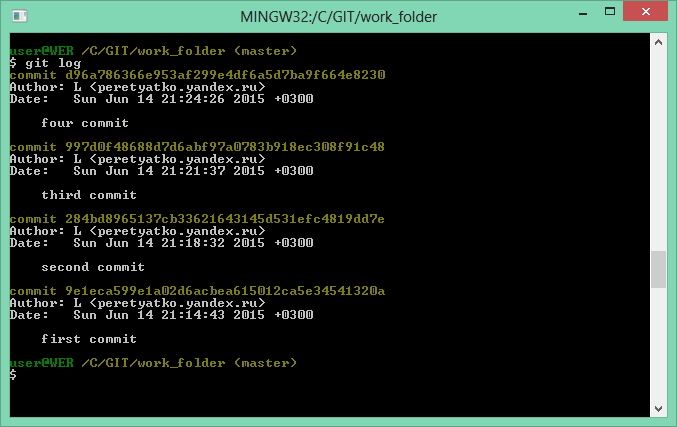 MINGW32:/C/GIT/work_folder
user@WER /C/GIT/work_folder (master)
$ git log
commit d96a786366e953af299e4df6a5d7ba9f664e8230
Author: L <peretyatko.yandex.ru>
Date:   Sun Jun 14 21:24:26 2015 +0300
    four commit
commit 997d0f48688d7d6abf97a0783b918ec308f91c48
Author: L <peretyatko.yandex.ru>
Date:   Sun Jun 14 21:21:37 2015 +0300
    third commit
commit 284bd8965137cb33621643145d531efc4819dd7e
Author: L <peretyatko.yandex.ru>
Date:   Sun Jun 14 21:18:32 2015 +0300
    second commit
commit 9e1eca599e1a02d6acbea615012ca5e34541320a
Author: L <peretyatko.yandex.ru>
Date:   Sun Jun 14 21:14:43 2015 +0300
    first commit
user@WER /C/GIT/work_folder (master)
$